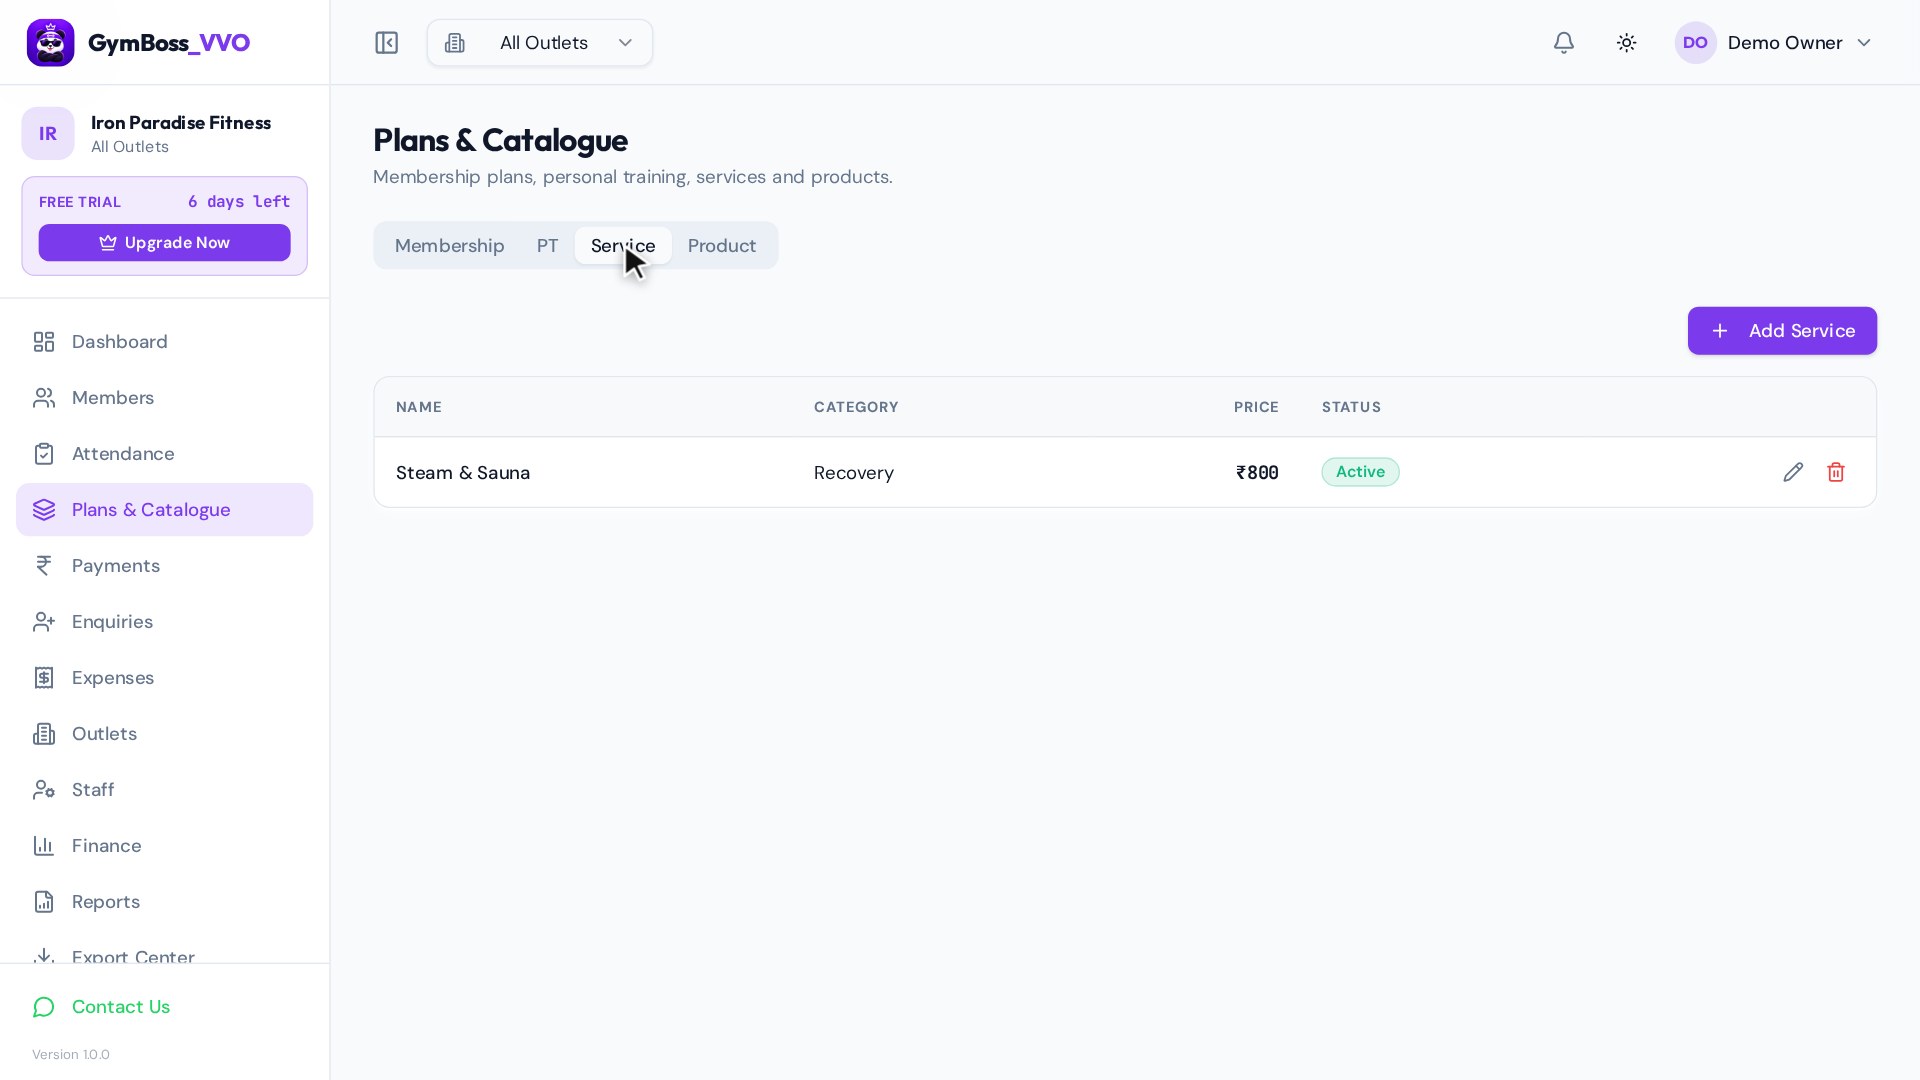 GymBoss_VVO
All Outlets
DO
Demo Owner
IR
Iron Paradise Fitness
All Outlets
FREE TRIAL
6 days left
Upgrade Now
Dashboard
Members
Attendance
Plans & Catalogue
Payments
Enquiries
Expenses
Outlets
Staff
Finance
Reports
Export Center
Contact Us
Version 1.0.0
Plans & Catalogue
Membership plans, personal training, services and products.
Membership PT Service Product
+ Add Service
NAME CATEGORY PRICE STATUS
Steam & Sauna Recovery ₹800 Active